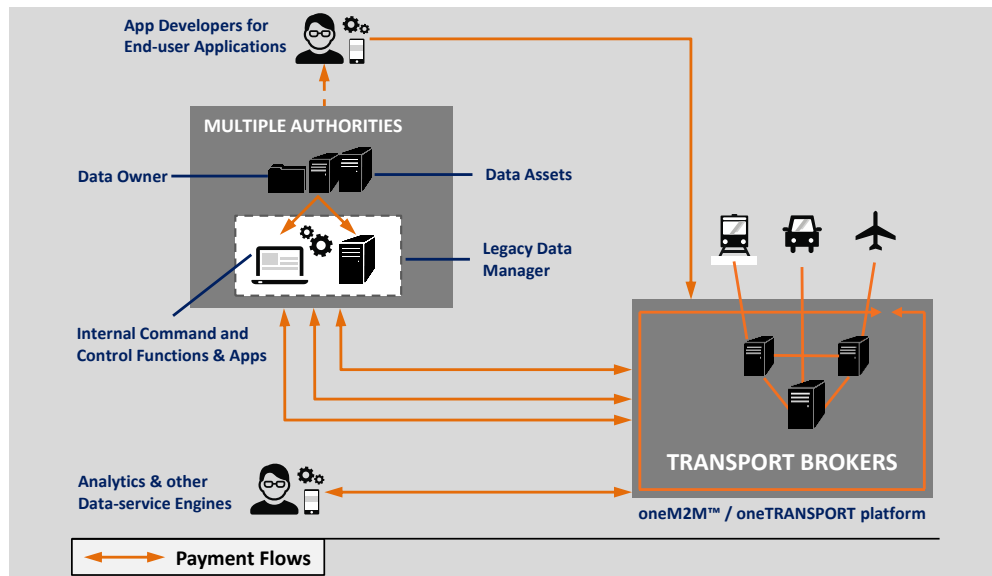 App Developers for
End-user Applications
MULTIPLE AUTHORITIES
Data Owner
Data Assets
Legacy Data
Manager
Internal Command and
Control Functions & Apps
TRANSPORT BROKERS
Analytics & other
Data-service Engines
oneM2M™ / oneTRANSPORT platform
Payment Flows